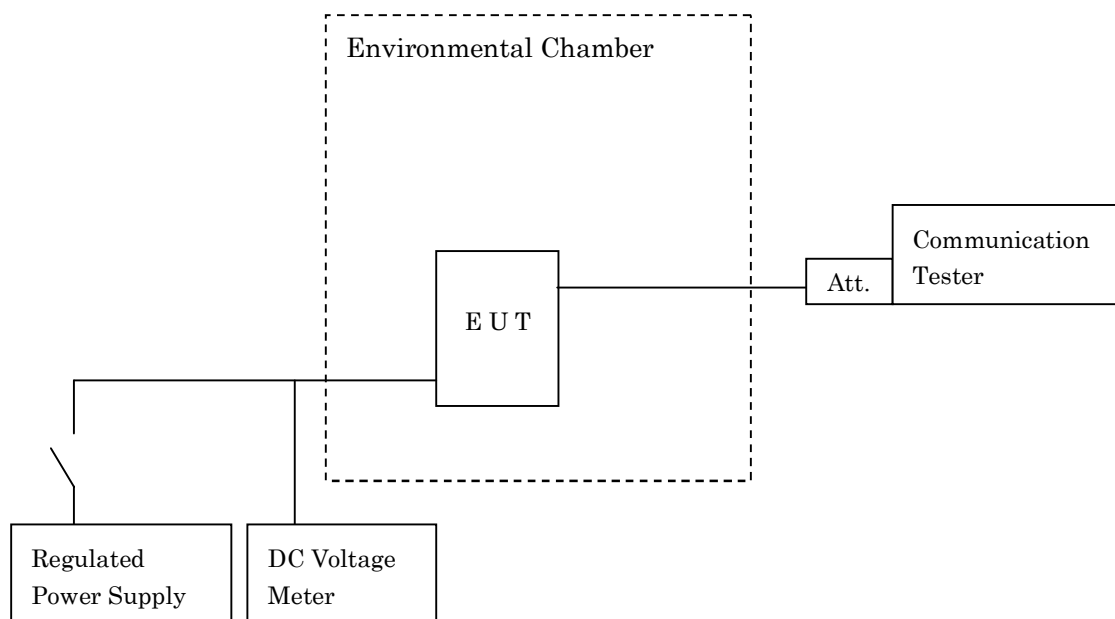 Environmental Chamber
Communication
Tester
Att.
E U T
Regulated
Power Supply
DC Voltage
Meter